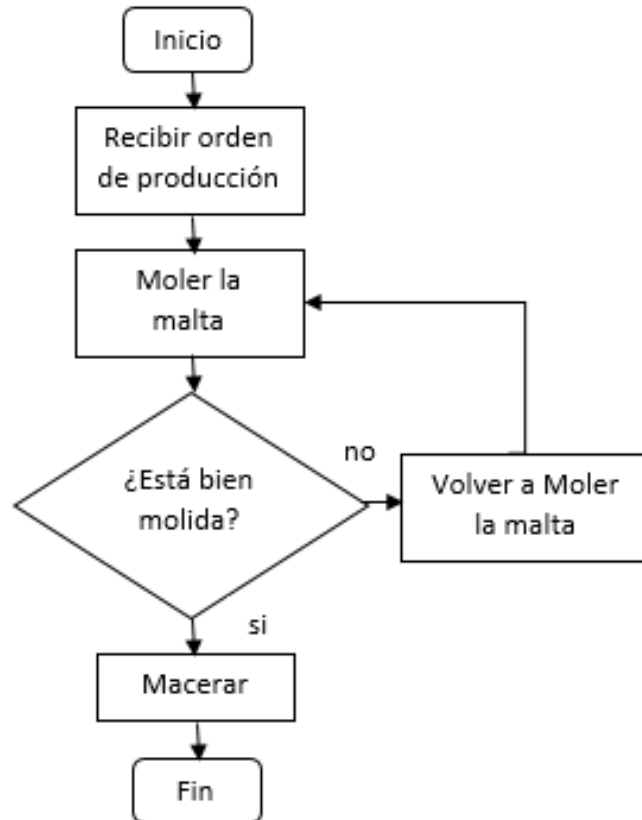 Inicio
Recibir orden
de producción
Moler la
malta
¿Está bien
molida?
no
Volver a Moler
la malta
si
Macerar
Fin